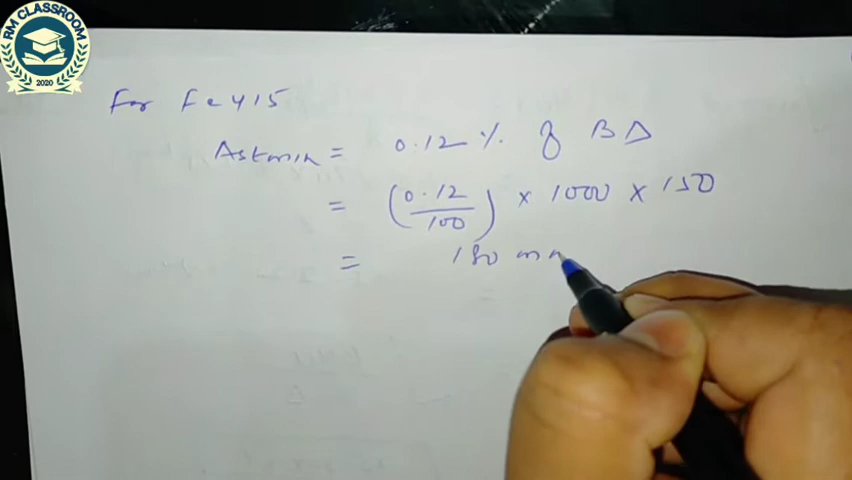 RM CLASSROOM
2020
For Fe415
Astmin = 0.12 % of BD
= (0.12/100) × 1000 × 150
= 180 mm